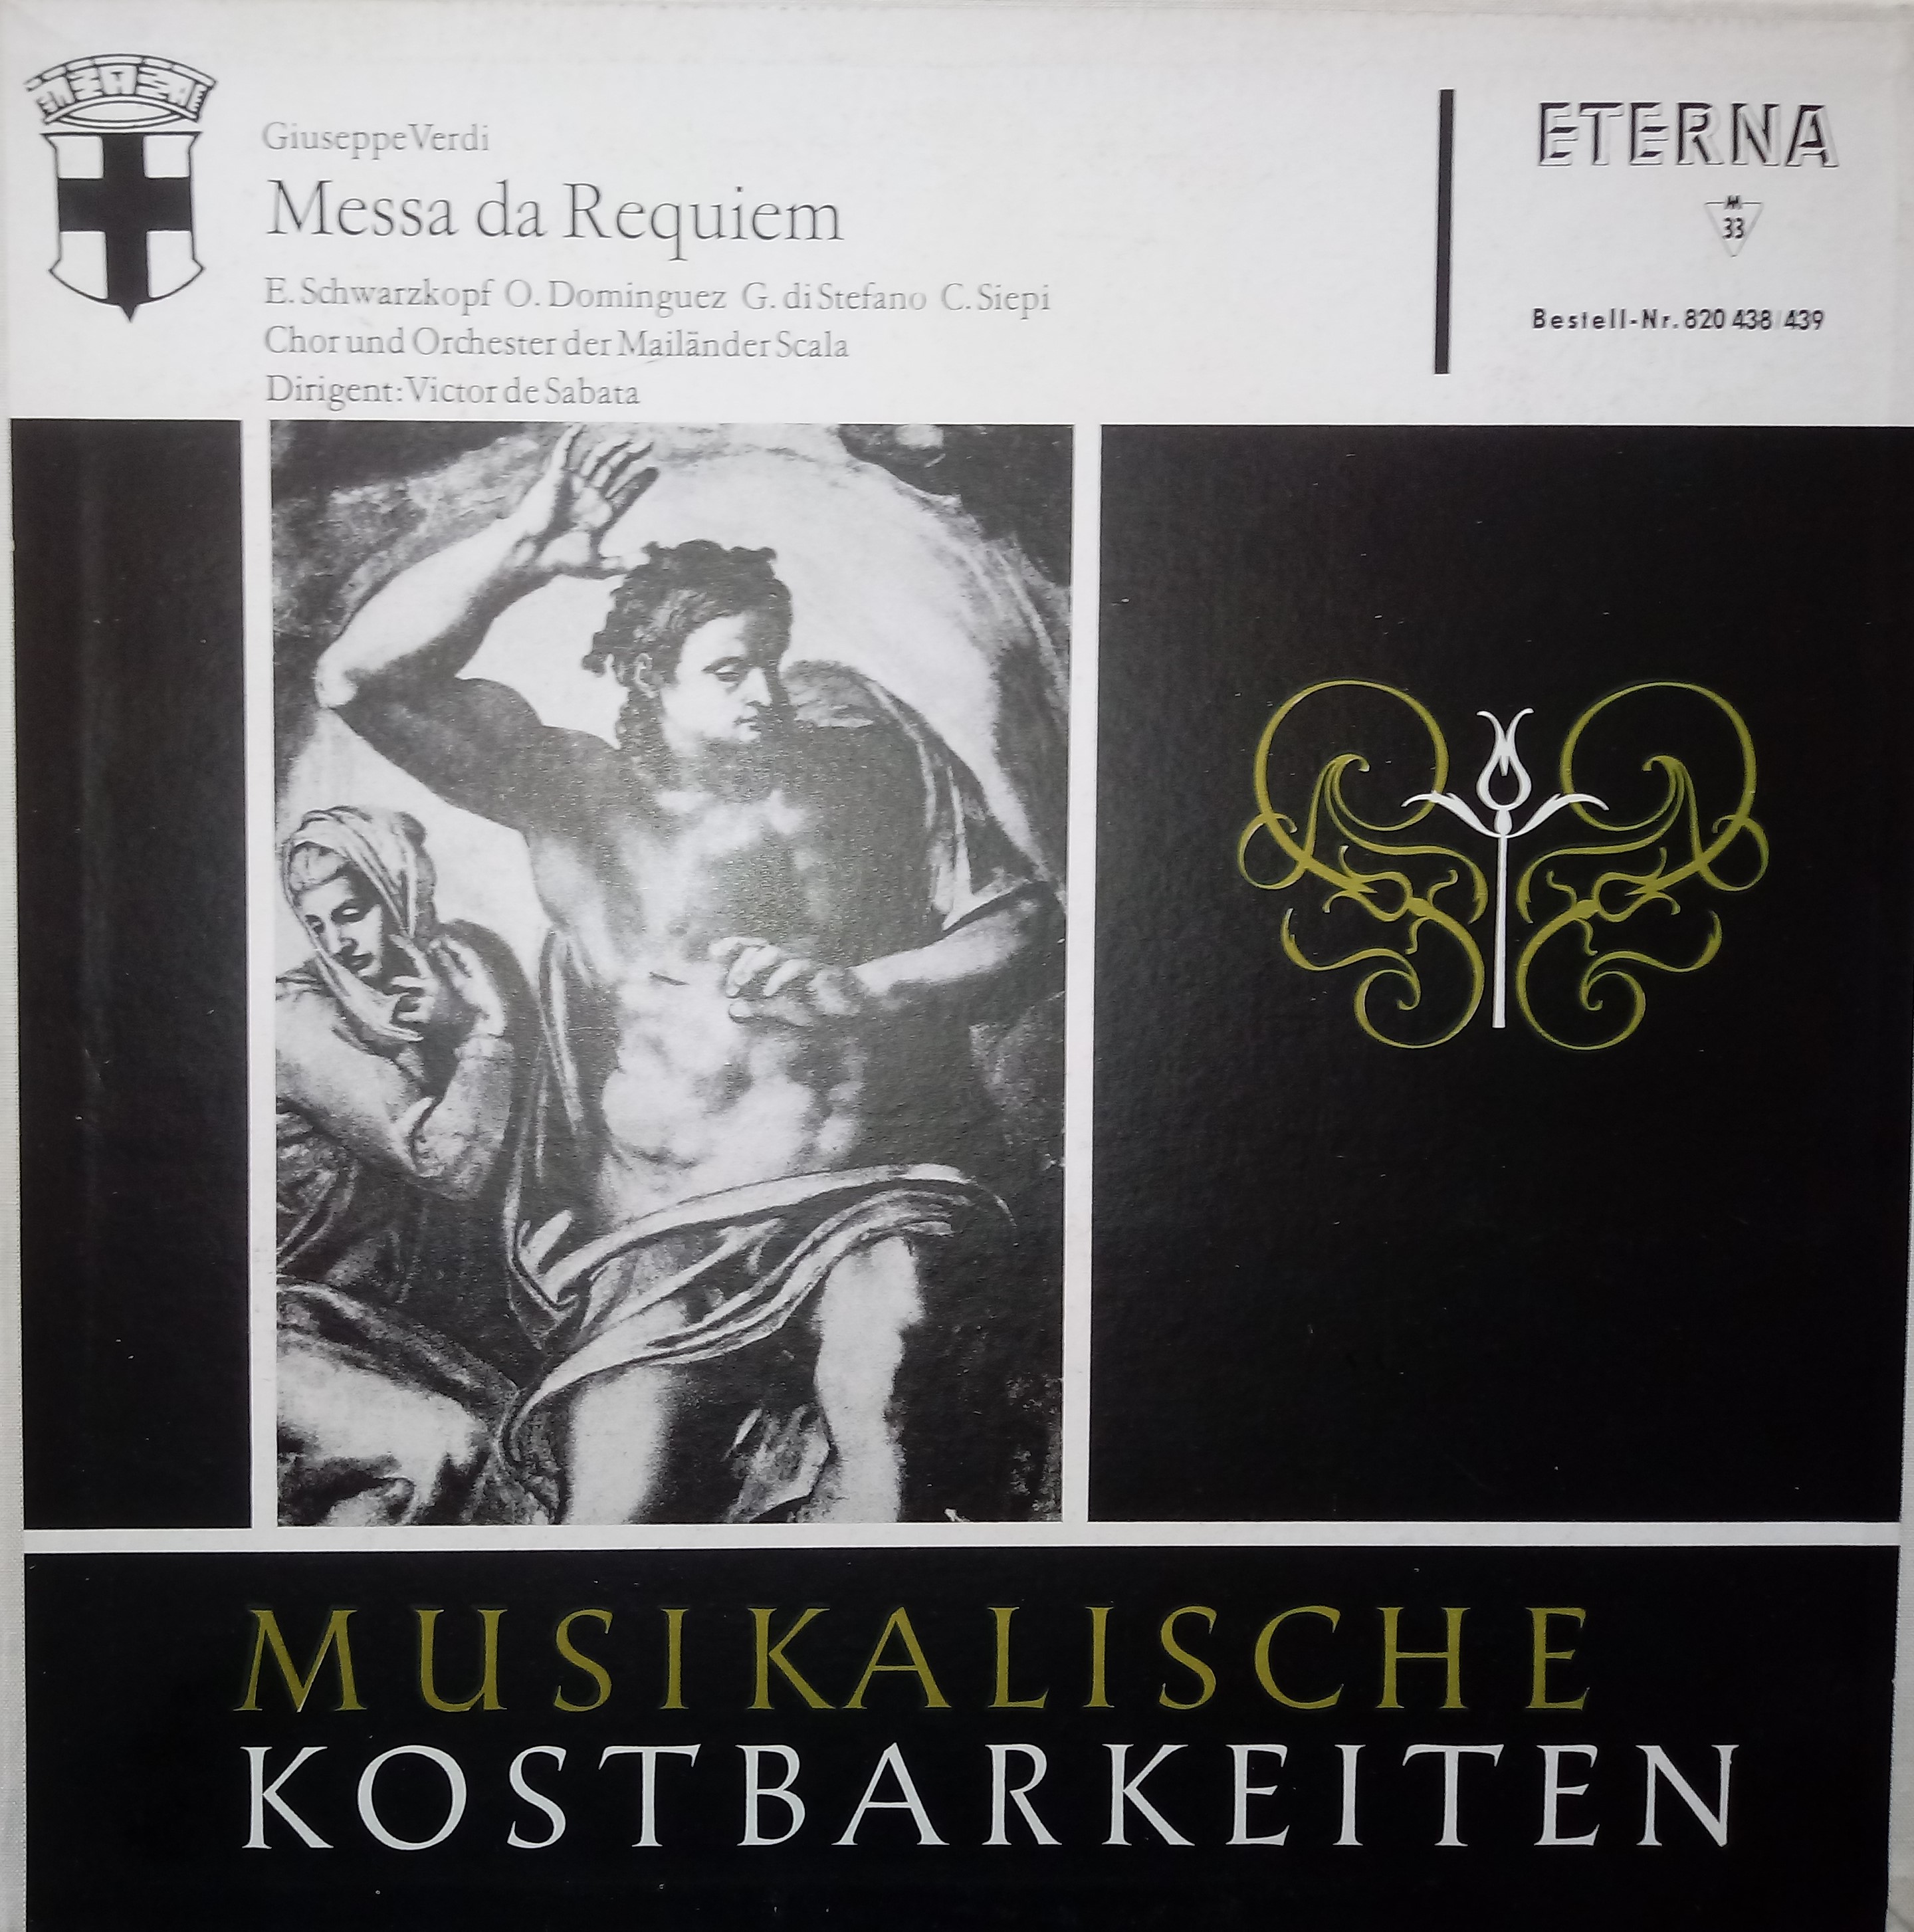 Giuseppe Verdi
Messa da Requiem
E. Schwarzkopf O. Dominguez G. di Stefano C. Siepi
Chor und Orchester der Mailänder Scala
Dirigent: Victor de Sabata
ETERNA
M
33
Bestell-Nr. 820 438/439
MUSIKALISCHE
KOSTBARKEITEN